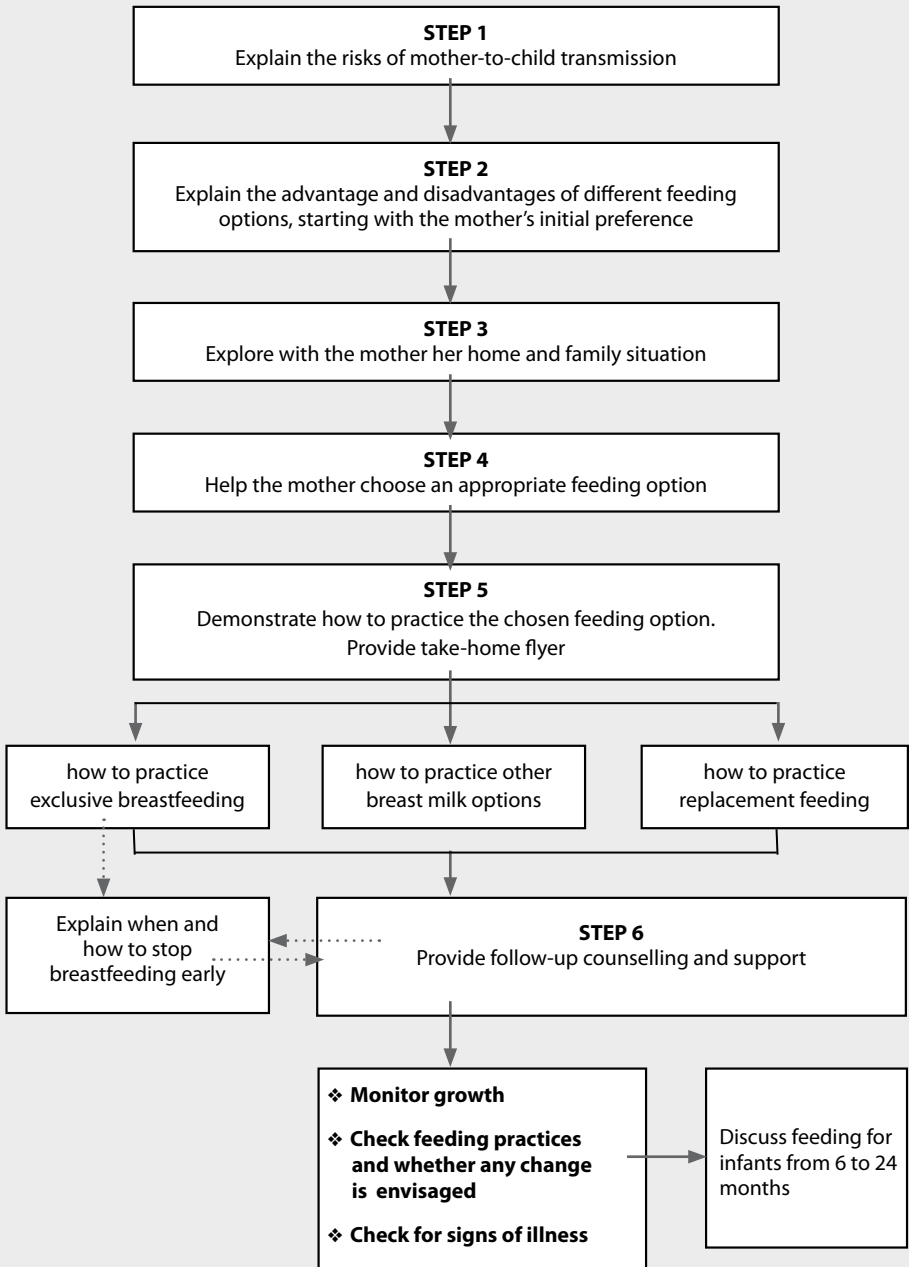 STEP 1
Explain the risks of mother-to-child transmission
STEP 2
Explain the advantage and disadvantages of different feeding
options, starting with the mother’s initial preference
STEP 3
Explore with the mother her home and family situation
STEP 4
Help the mother choose an appropriate feeding option
STEP 5
Demonstrate how to practice the chosen feeding option.
Provide take-home flyer
how to practice
exclusive breastfeeding
how to practice other
breast milk options
how to practice
replacement feeding
Explain when and
how to stop
breastfeeding early
STEP 6
Provide follow-up counselling and support
❖ Monitor growth
❖ Check feeding practices
and whether any change
is envisaged
❖ Check for signs of illness
Discuss feeding for
infants from 6 to 24
months